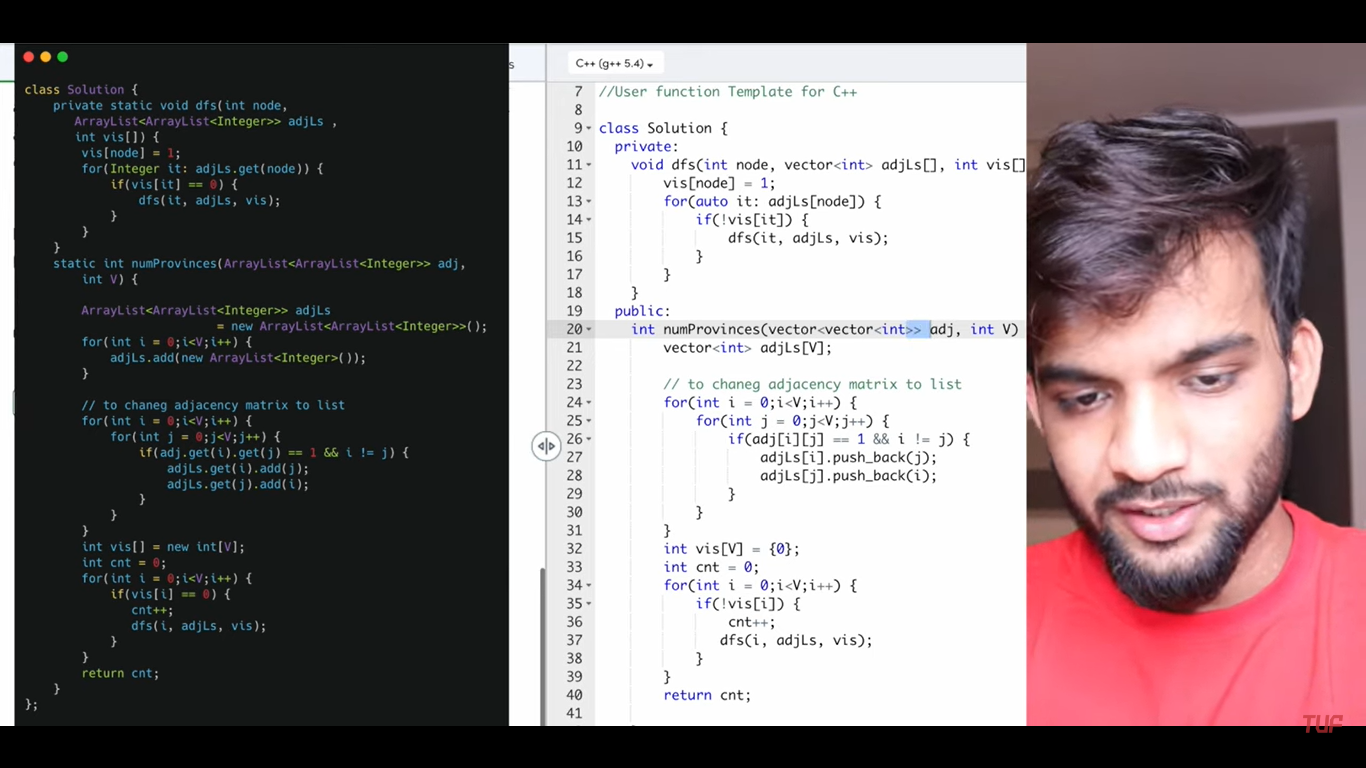 class Solution {
private static void dfs(int node,
ArrayList<ArrayList<Integer>> adjLs ,
int vis[]) {
vis[node] = 1;
for(Integer it: adjLs.get(node)) {
if(vis[it] == 0) {
dfs(it, adjLs, vis);
}
}
}
static int numProvinces(ArrayList<ArrayList<Integer>> adj,
int V) {
ArrayList<ArrayList<Integer>> adjLs
= new ArrayList<ArrayList<Integer>>();
for(int i = 0;i<V;i++) {
adjLs.add(new ArrayList<Integer>());
}
// to chaneg adjacency matrix to list
for(int i = 0;i<V;i++) {
for(int j = 0;j<V;j++) {
if(adj.get(i).get(j) == 1 && i != j) {
adjLs.get(i).add(j);
adjLs.get(j).add(i);
}
}
}
int vis[] = new int[V];
int cnt = 0;
for(int i = 0;i<V;i++) {
if(vis[i] == 0) {
cnt++;
dfs(i, adjLs, vis);
}
}
return cnt;
}
};
s
C++ (g++ 5.4)
7 //User function Template for C++
8
9 class Solution {
10 private:
11 void dfs(int node, vector<int> adjLs[], int vis[]
12 vis[node] = 1;
13 for(auto it: adjLs[node]) {
14 if(!vis[it]) {
15 dfs(it, adjLs, vis);
16 }
17 }
18 }
19 public:
20 int numProvinces(vector<vector<int>> adj, int V)
21 vector<int> adjLs[V];
22
23 // to chaneg adjacency matrix to list
24 for(int i = 0;i<V;i++) {
25 for(int j = 0;j<V;j++) {
26 if(adj[i][j] == 1 && i != j) {
27 adjLs[i].push_back(j);
28 adjLs[j].push_back(i);
29 }
30 }
31 }
32 int vis[V] = {0};
33 int cnt = 0;
34 for(int i = 0;i<V;i++) {
35 if(!vis[i]) {
36 cnt++;
37 dfs(i, adjLs, vis);
38 }
39 }
40 return cnt;
41
TUF